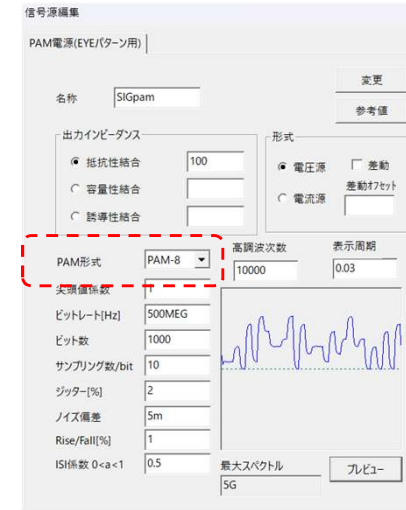 信号源編集
PAM電源(EYEパターン用)
変更
名称 SIGpam
参考値
出力インピーダンス
形式
抵抗性結合 100
電圧源 差動
容量性結合
差動オフセット
電流源
誘導性結合
高調波次数 表示周期
PAM形式 PAM-8
10000 0.03
尖頭値係数 1
ビットレート[Hz] 500MEG
ビット数 1000
サンプリング数/bit 10
ジッター[%] 2
ノイズ偏差 5m
Rise/Fall[%] 1
ISI係数 0<a<1 0.5
最大スペクトル プレビュー
5G